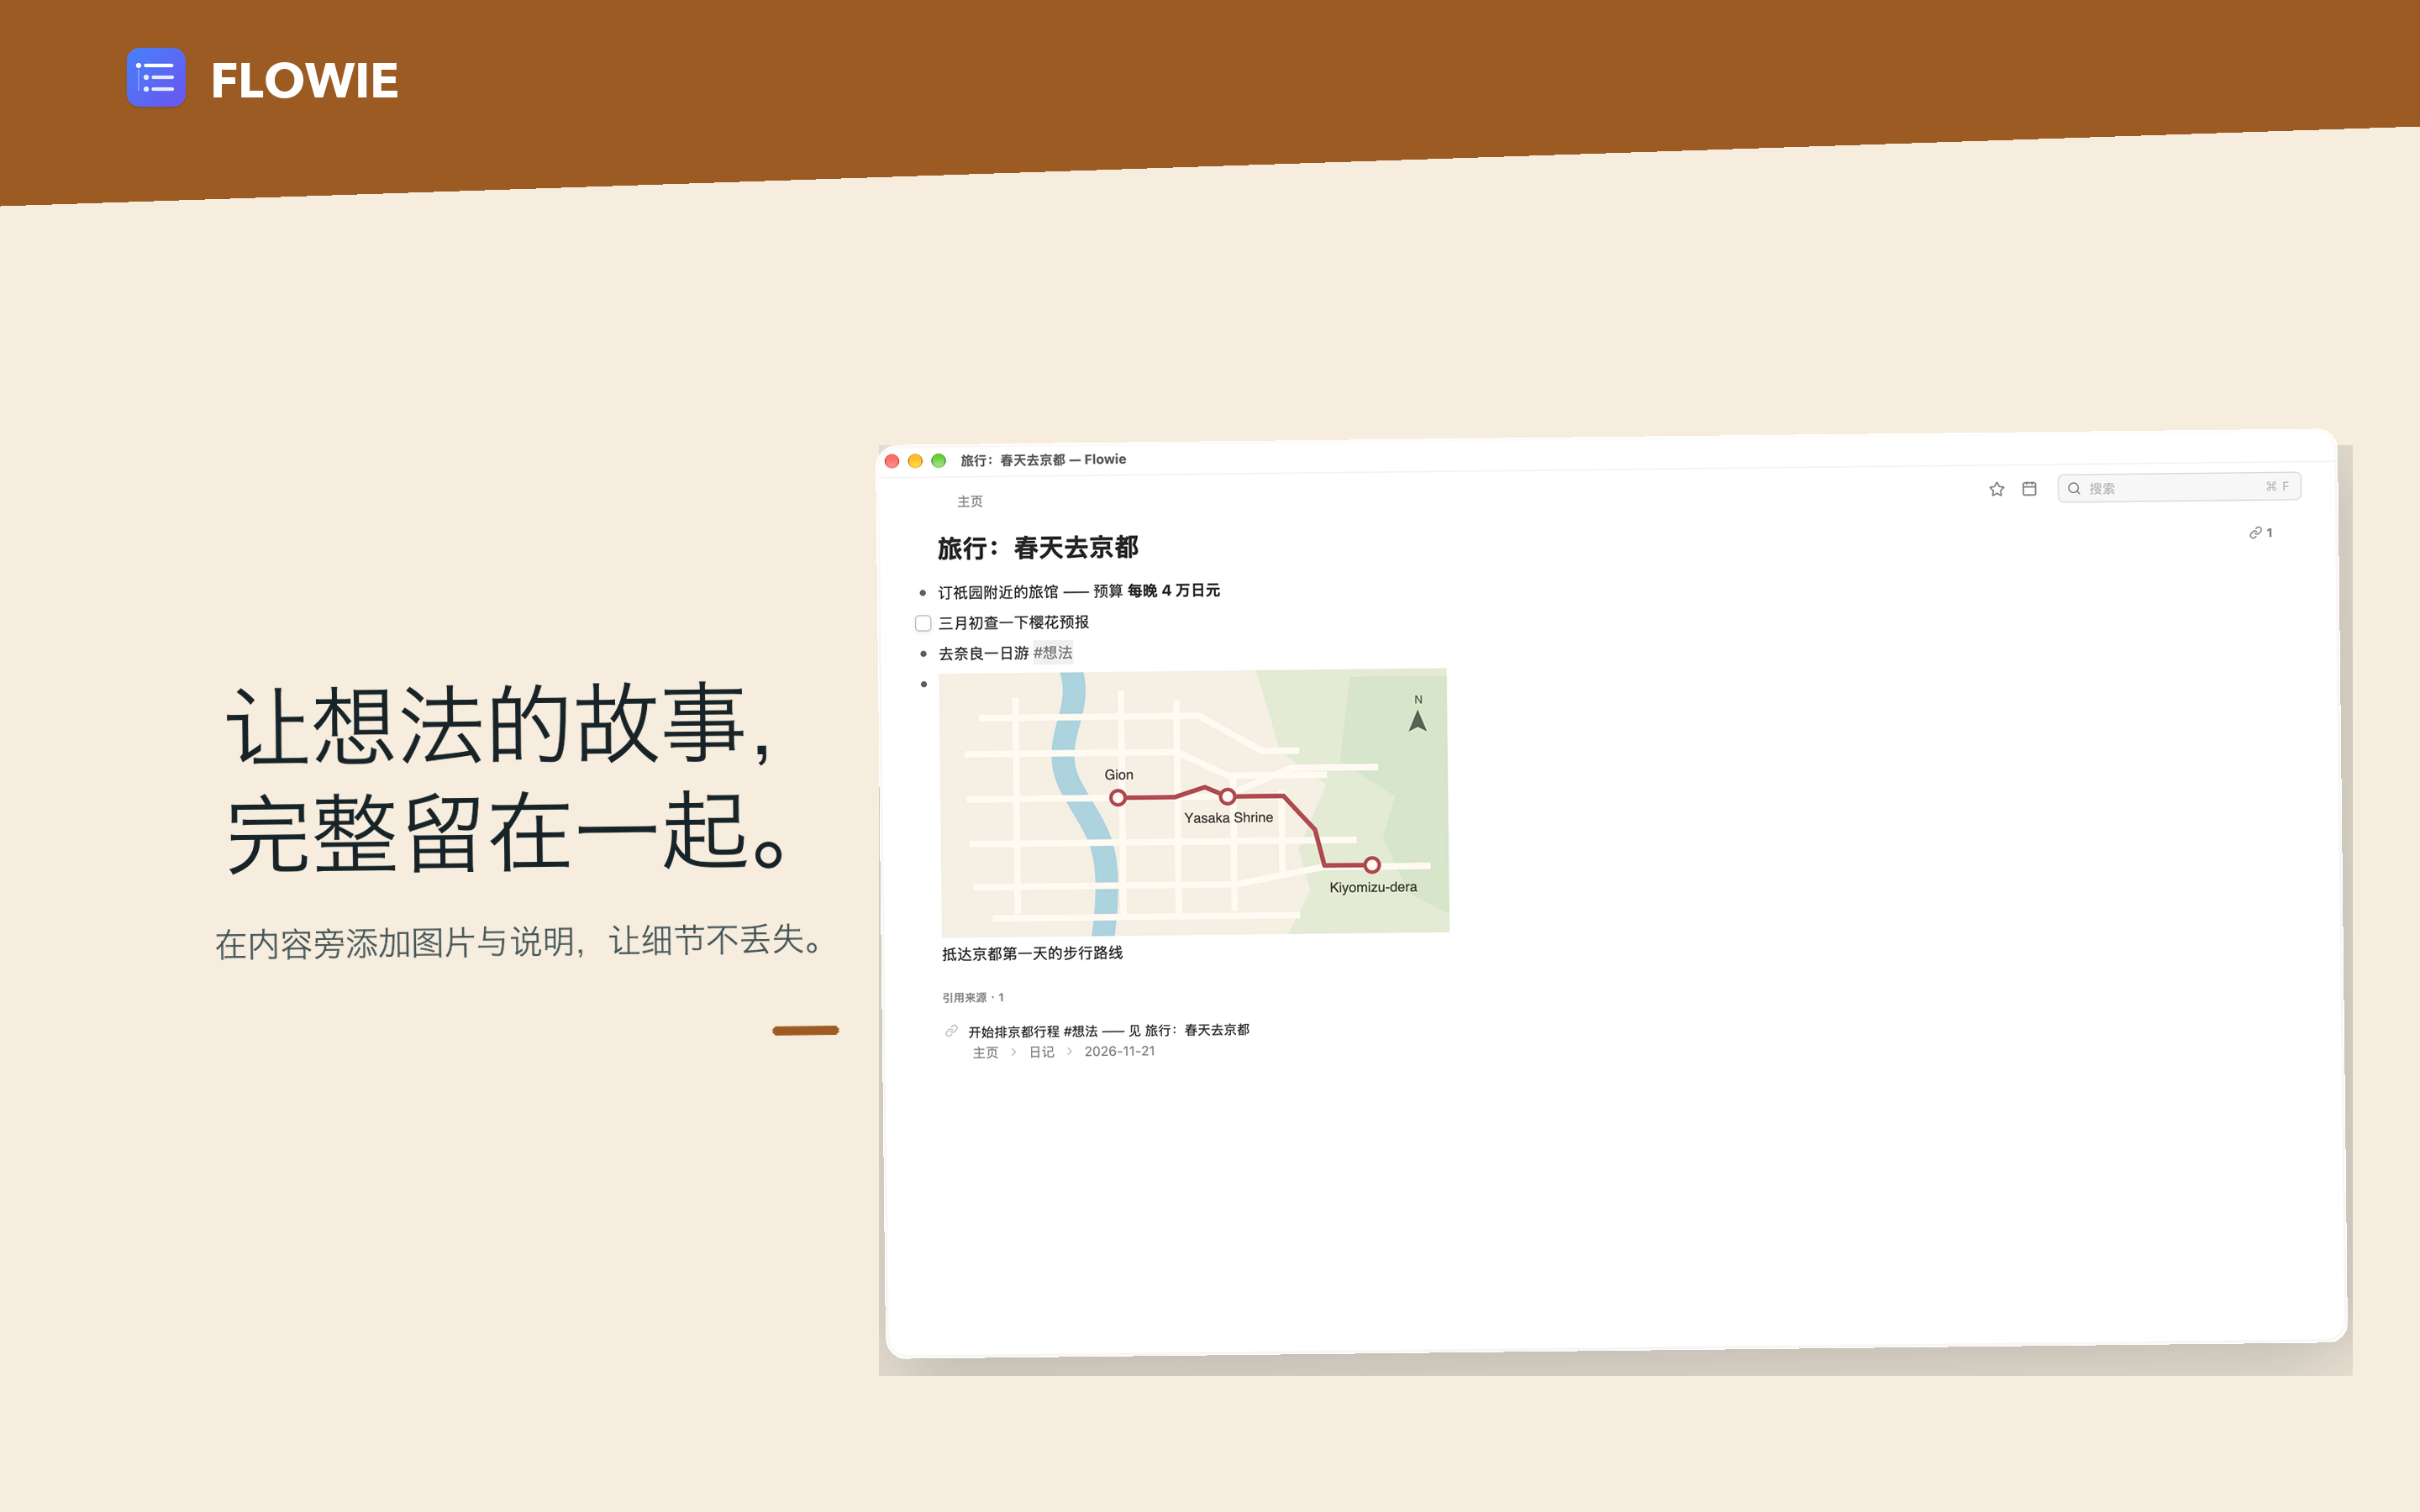 FLOWIE
让想法的故事，
完整留在一起。
在内容旁添加图片与说明，让细节不丢失。
旅行：春天去京都 — Flowie
主页
搜索 ⌘ F
旅行：春天去京都
1
订祇园附近的旅馆 —— 预算 每晚 4 万日元
三月初查一下樱花预报
去奈良一日游 #想法
N
Gion
Yasaka Shrine
Kiyomizu-dera
抵达京都第一天的步行路线
引用来源 · 1
开始排京都行程 #想法 —— 见 旅行：春天去京都
主页 > 日记 > 2026-11-21